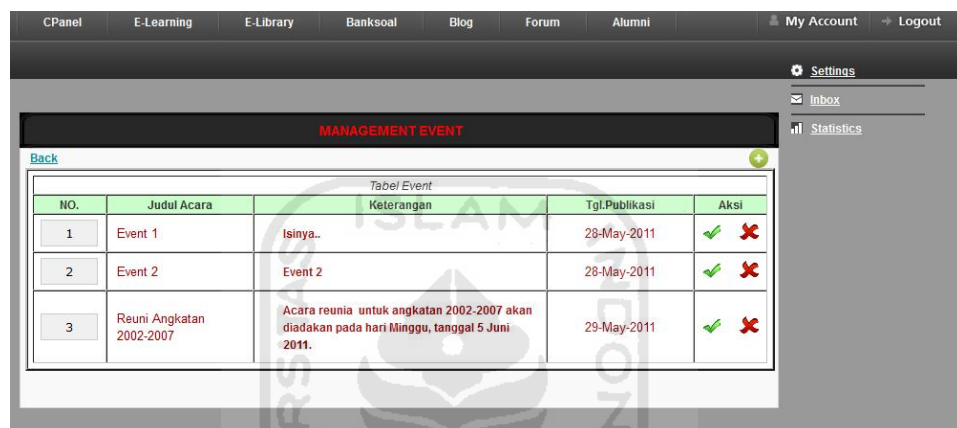 CPanel E-Learning E-Library Banksoal Blog Forum Alumni My Account Logout
Settings
Inbox
Statistics
MANAGEMENT EVENT
Back
Tabel Event
NO. Judul Acara Keterangan Tgl.Publikasi Aksi
1 Event 1 Isinya.. 28-May-2011
2 Event 2 Event 2 28-May-2011
3 Reuni Angkatan
2002-2007
Acara reunia untuk angkatan 2002-2007 akan
diadakan pada hari Minggu, tanggal 5 Juni
2011.
29-May-2011
ISLAM